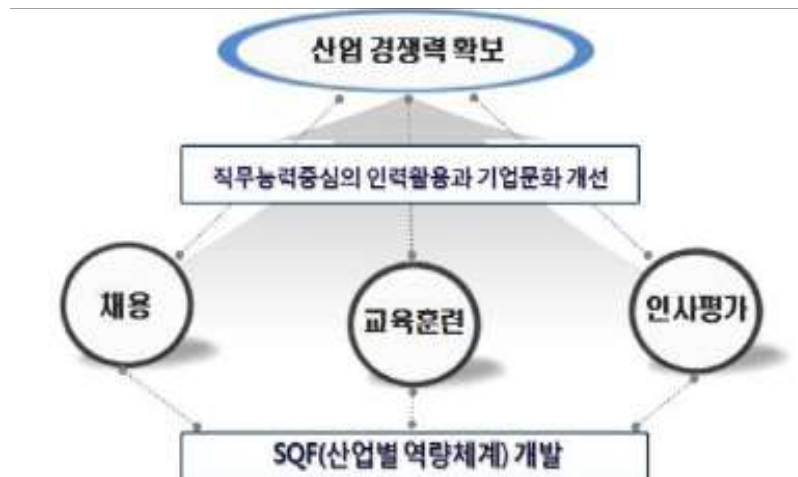 산업 경쟁력 확보
직무능력중심의 인력활용과 기업문화 개선
채용
교육훈련
인사평가
SQF(산업별 역량체계) 개발